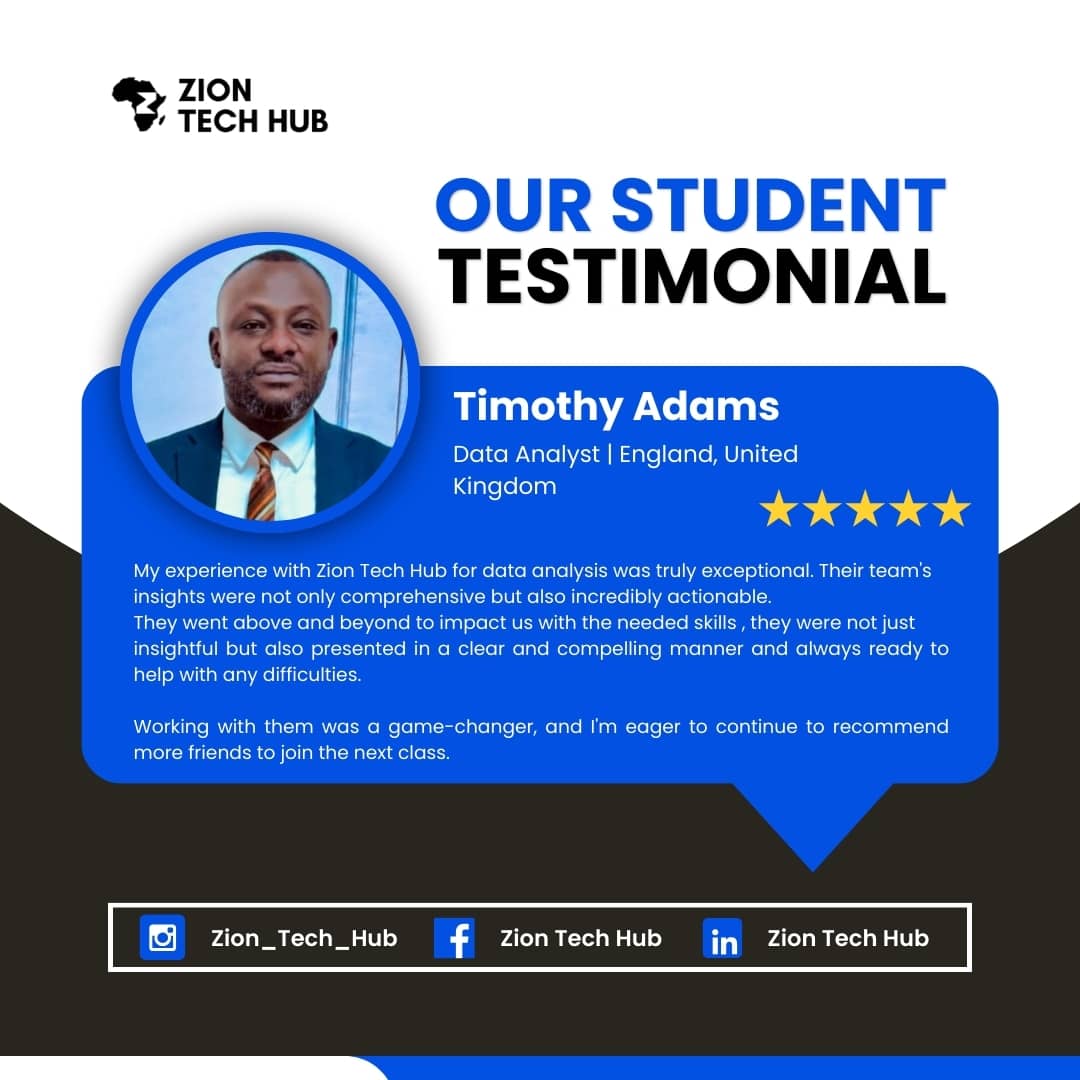 ZION
TECH HUB
OUR STUDENT
TESTIMONIAL
Timothy Adams
Data Analyst | England, United
Kingdom
My experience with Zion Tech Hub for data analysis was truly exceptional. Their team's
insights were not only comprehensive but also incredibly actionable.
They went above and beyond to impact us with the needed skills , they were not just
insightful but also presented in a clear and compelling manner and always ready to
help with any difficulties.
Working with them was a game-changer, and I'm eager to continue to recommend
more friends to join the next class.
Zion_Tech_Hub
Zion Tech Hub
Zion Tech Hub